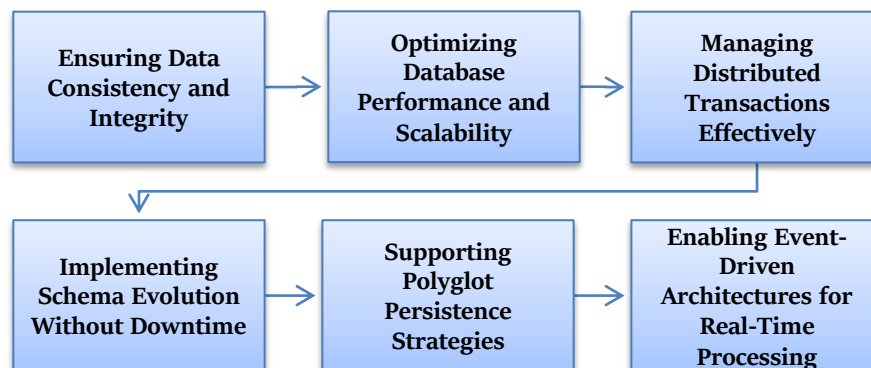 Ensuring Data
Consistency and
Integrity
Optimizing
Database
Performance and
Scalability
Managing
Distributed
Transactions
Effectively
Implementing
Schema Evolution
Without Downtime
Supporting
Polyglot
Persistence
Strategies
Enabling Event-
Driven
Architectures for
Real-Time
Processing